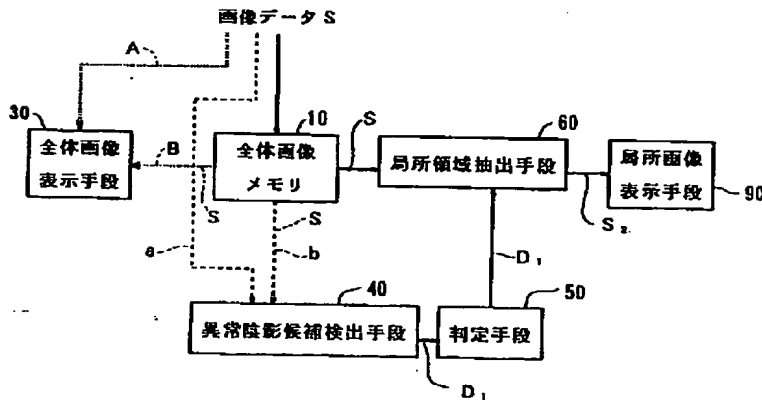 画像データ S
A
30
全体画像
表示手段
B
S
10
全体画像
メモリ
S
60
局所領域抽出手段
局所画像
表示手段
90
S₂
a
S
b
D₁
40
異常陰影候補検出手段
50
判定手段
D₁